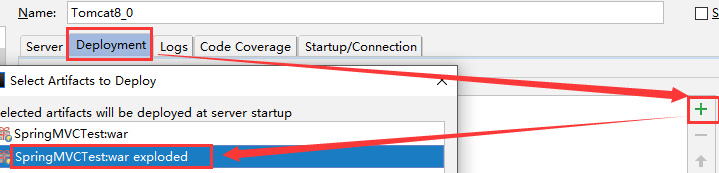 Name: Tomcat8_0
Server Deployment Logs Code Coverage Startup/Connection
Select Artifacts to Deploy
elected artifacts will be deployed at server startup
SpringMVCTest:war
SpringMVCTest:war exploded